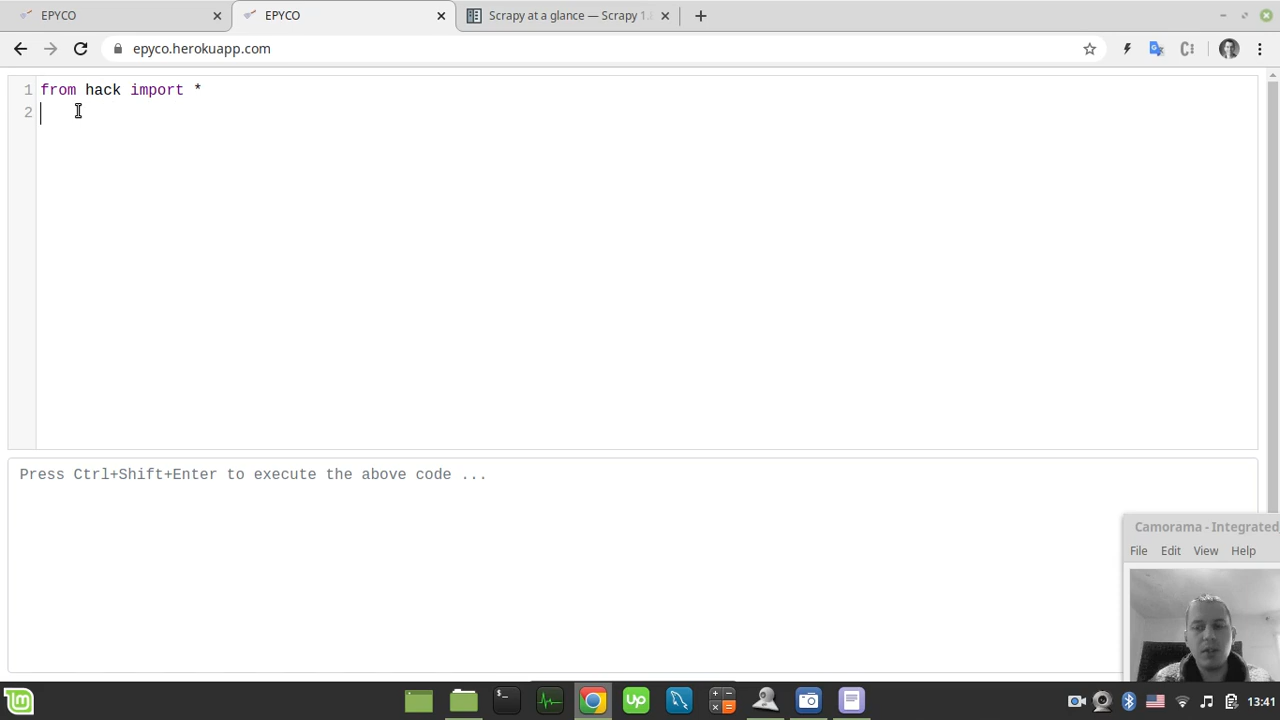 EPYCO
EPYCO
Scrapy at a glance — Scrapy 1.
epyco.herokuapp.com
1 from hack import *
2
Press Ctrl+Shift+Enter to execute the above code ...
Camorama - Integrated
File Edit View Help
up
13:41